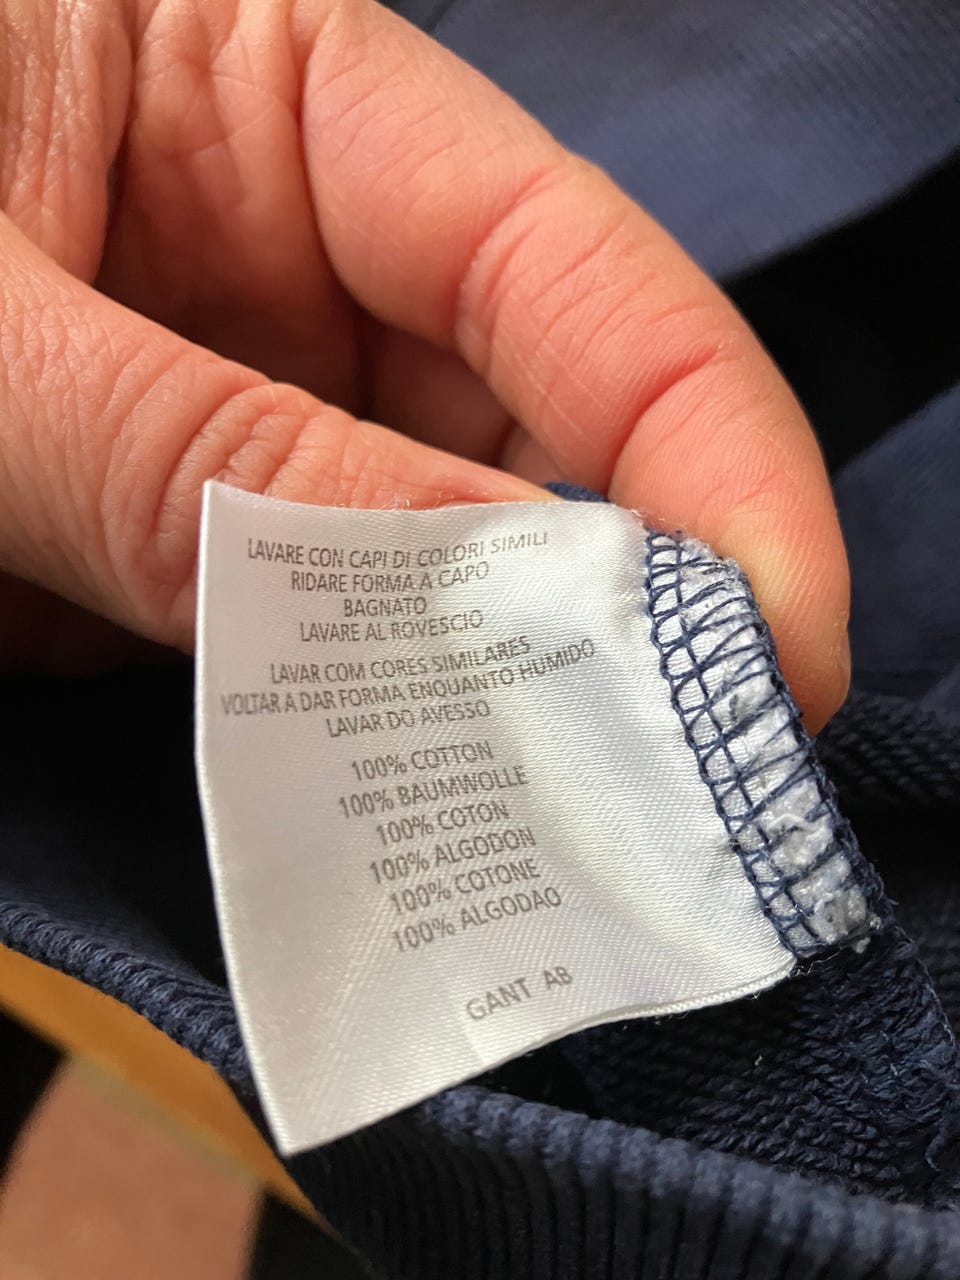 LAVARE CON CAPI DI COLORI SIMILI
RIDARE FORMA A CAPO
BAGNATO
LAVARE AL ROVESCIO
LAVAR COM CORES SIMILARES
VOLTAR A DAR FORMA ENQUANTO HUMIDO
LAVAR DO AVESSO
100% COTTON
100% BAUMWOLLE
100% COTON
100% ALGODON
100% COTONE
100% ALGODAO
GANT AB